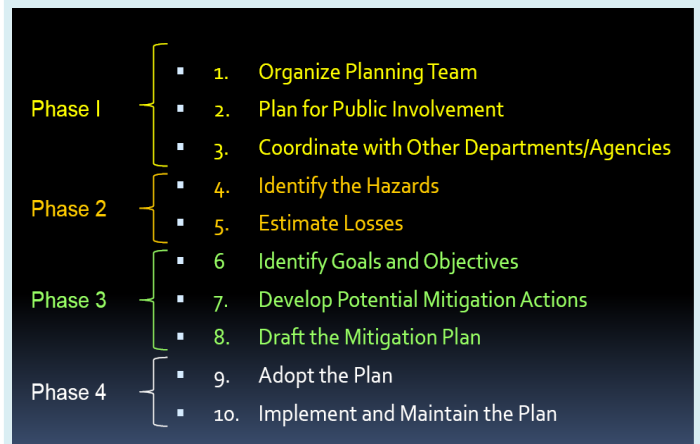 Phase I
▪ 1. Organize Planning Team
▪ 2. Plan for Public Involvement
▪ 3. Coordinate with Other Departments/Agencies
Phase 2
▪ 4. Identify the Hazards
▪ 5. Estimate Losses
Phase 3
▪ 6 Identify Goals and Objectives
▪ 7. Develop Potential Mitigation Actions
▪ 8. Draft the Mitigation Plan
Phase 4
▪ 9. Adopt the Plan
▪ 10. Implement and Maintain the Plan